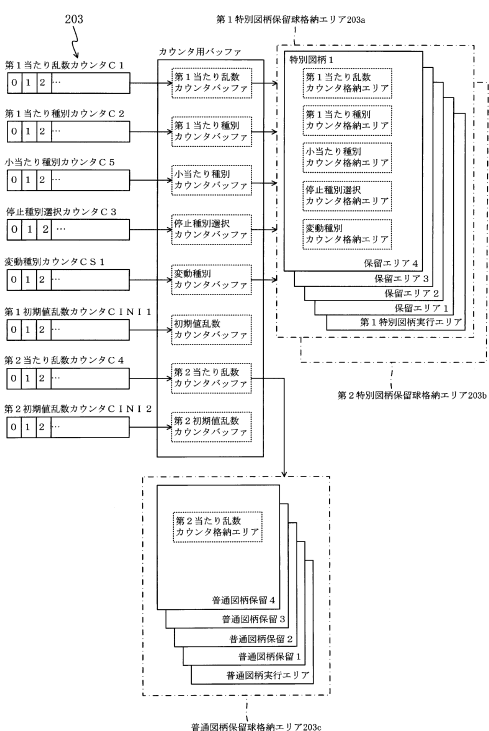 203
第1特別図柄保留球格納エリア203a
カウンタ用バッファ
第1当たり乱数カウンタC1
0 1 2 …
第1当たり種別カウンタC2
0 1 2 …
小当たり種別カウンタC5
0 1 2 …
停止種別選択カウンタC3
0 1 2 …
変動種別カウンタCS1
0 1 2 …
第1初期値乱数カウンタCINI1
0 1 2 …
第2当たり乱数カウンタC4
0 1 2 …
第2初期値乱数カウンタCINI2
0 1 2 …
第1当たり乱数
カウンタバッファ
第1当たり種別
カウンタバッファ
小当たり種別
カウンタバッファ
停止種別選択
カウンタバッファ
変動種別
カウンタバッファ
初期値乱数
カウンタバッファ
第2当たり乱数
カウンタバッファ
第2初期値乱数
カウンタバッファ
特別図柄1
第1当たり乱数
カウンタ格納エリア
第1当たり種別
カウンタ格納エリア
小当たり種別
カウンタ格納エリア
停止種別選択
カウンタ格納エリア
変動種別
カウンタ格納エリア
保留エリア4
保留エリア3
保留エリア2
保留エリア1
第1特別図柄実行エリア
第2特別図柄保留球格納エリア203b
第2当たり乱数
カウンタ格納エリア
普通図柄保留4
普通図柄保留3
普通図柄保留2
普通図柄保留1
普通図柄実行エリア
普通図柄保留球格納エリア203c